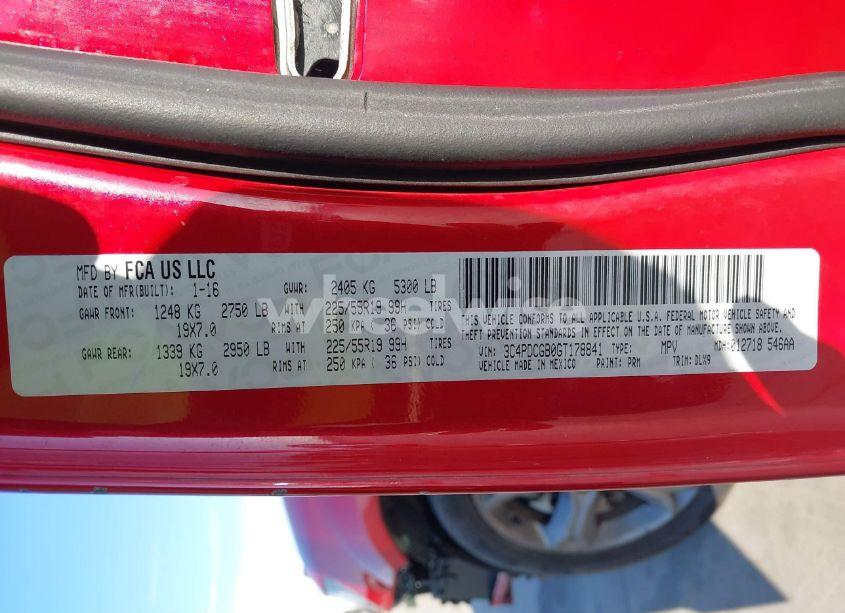 MFD BY FCA US LLC
DATE OF MFR(BUILT): 1-16 GVWR: 2405 KG 5300 LB
GAWR FRONT: 1248 KG 2750 LB WITH 225/55R19 99H TIRES
19X7.0 RIMS AT 250 KPA ( 36 PSI) COLD
GAWR REAR: 1339 KG 2950 LB WITH 225/55R19 99H TIRES
19X7.0 RIMS AT 250 KPA ( 36 PSI) COLD
THIS VEHICLE CONFORMS TO ALL APPLICABLE U.S.A. FEDERAL MOTOR VEHICLE SAFETY AND
THEFT PREVENTION STANDARDS IN EFFECT ON THE DATE OF MANUFACTURE SHOWN ABOVE.
VIN: 3C4PDCGB0GT178841 TYPE: MPV MDH: 012718 546AA
VEHICLE MADE IN MEXICO PAINT: PRM TRIM: DLX9